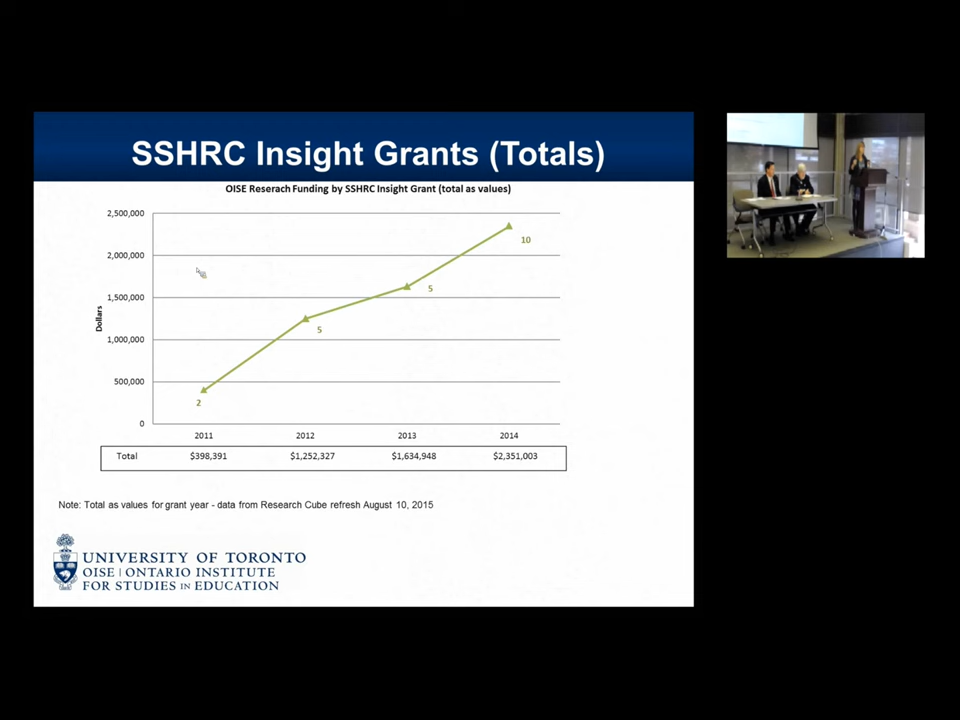 SSHRC Insight Grants (Totals)
OISE Reserach Funding by SSHRC Insight Grant (total as values)
2,500,000
2,000,000
1,500,000
1,000,000
500,000
0
Dollars
2
5
5
10
2011 2012 2013 2014
Total $398,391 $1,252,327 $1,634,948 $2,351,003
Note: Total as values for grant year - data from Research Cube refresh August 10, 2015
UNIVERSITY OF TORONTO
OISE | ONTARIO INSTITUTE
FOR STUDIES IN EDUCATION